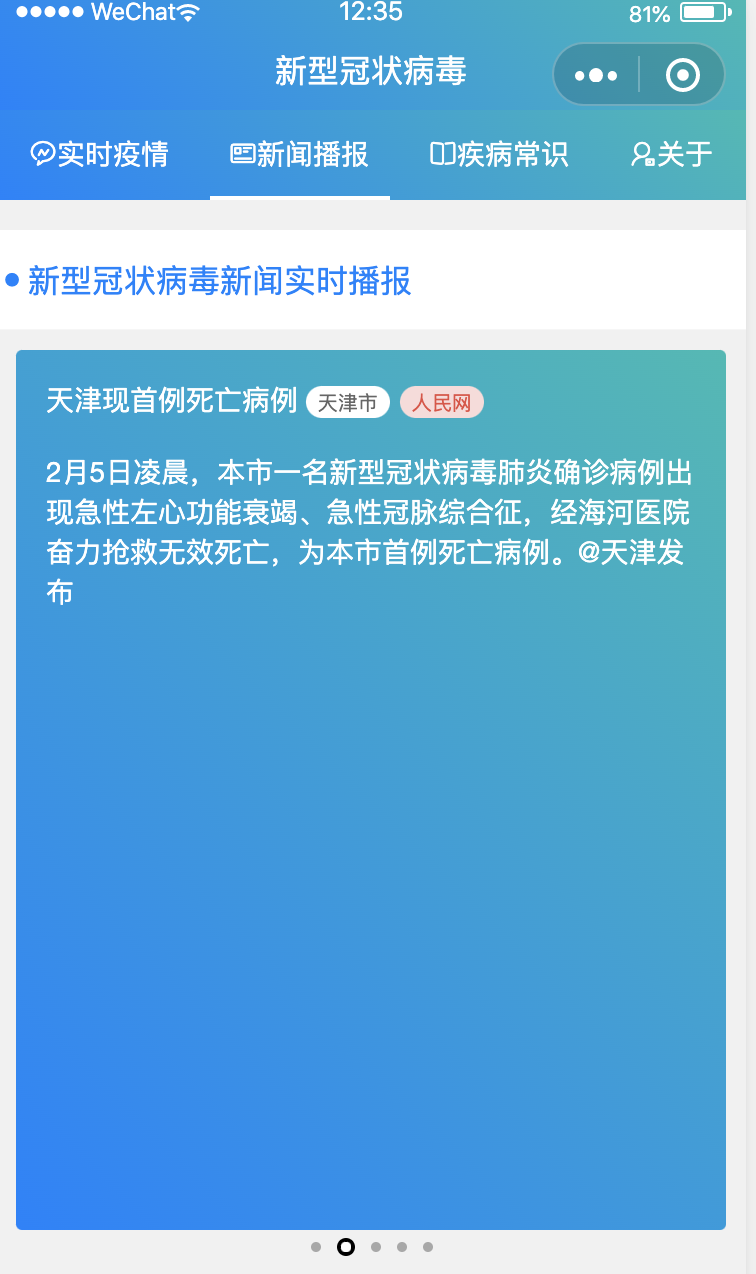 WeChat 12:35 81%
新型冠状病毒
实时疫情 新闻播报 疾病常识 关于
新型冠状病毒新闻实时播报
天津现首例死亡病例 天津市 人民网
2月5日凌晨，本市一名新型冠状病毒肺炎确诊病例出
现急性左心功能衰竭、急性冠脉综合征，经海河医院
奋力抢救无效死亡，为本市首例死亡病例。@天津发
布